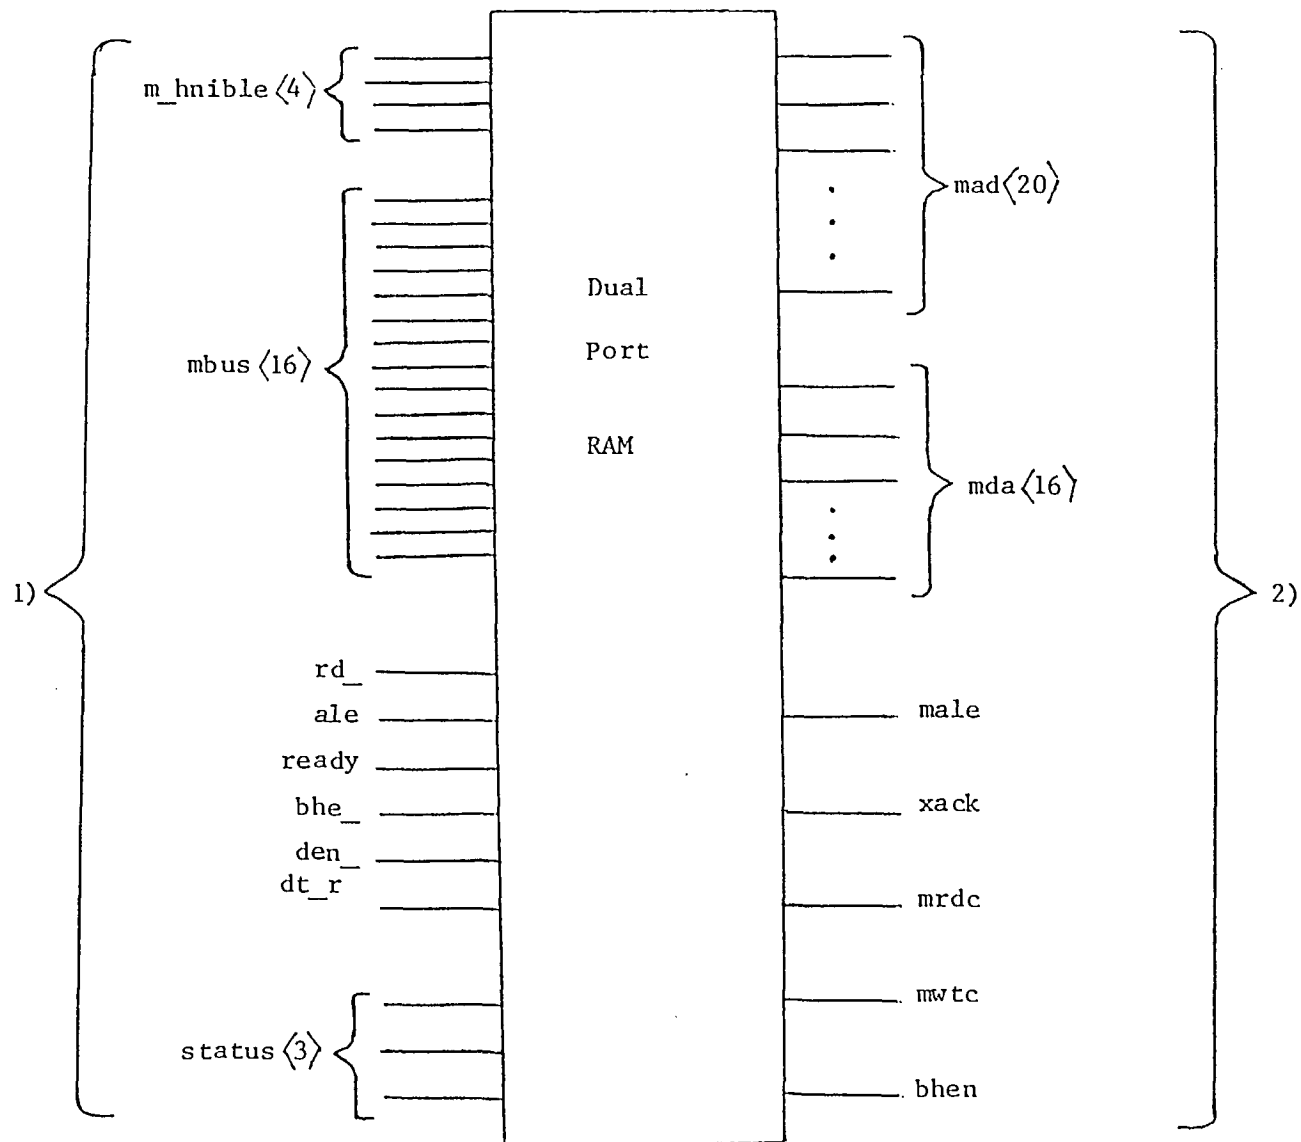 m_hnible⟨4⟩
mbus⟨16⟩
1)
rd_
ale
ready
bhe_
den_
dt_r
status⟨3⟩
Dual
Port
RAM
mad⟨20⟩
mda⟨16⟩
2)
male
xack
mrdc
mwtc
bhen